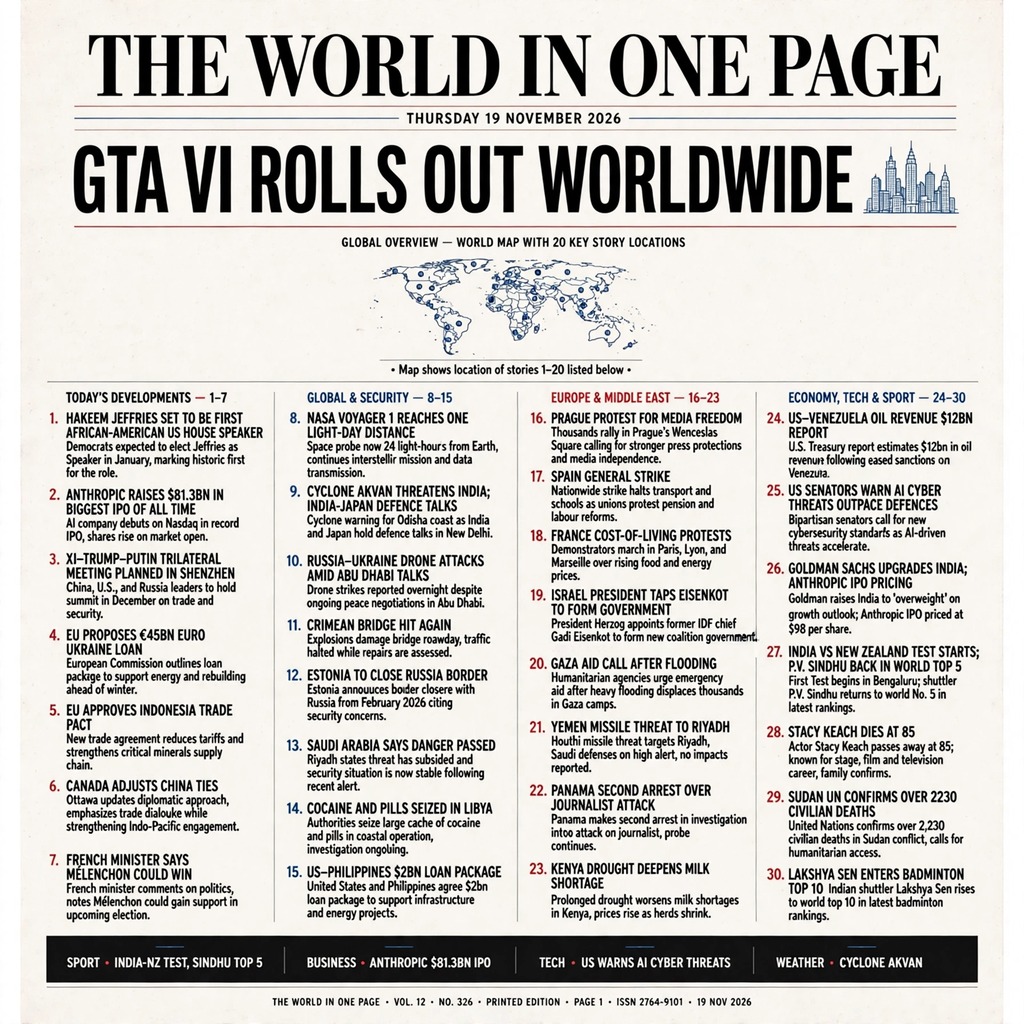 THE WORLD IN ONE PAGE
THURSDAY 19 NOVEMBER 2026
GTA VI ROLLS OUT WORLDWIDE
GLOBAL OVERVIEW — WORLD MAP WITH 20 KEY STORY LOCATIONS
• Map shows location of stories 1–20 listed below •
TODAY'S DEVELOPMENTS — 1–7
1. HAKEEM JEFFRIES SET TO BE FIRST
AFRICAN-AMERICAN US HOUSE SPEAKER
Democrats expected to elect Jeffries as
Speaker in January, marking historic first
for the role.
2. ANTHROPIC RAISES $81.3BN IN
BIGGEST IPO OF ALL TIME
AI company debuts on Nasdaq in record
IPO, shares rise on market open.
3. XI–TRUMP–PUTIN TRILATERAL
MEETING PLANNED IN SHENZHEN
China, U.S., and Russia leaders to hold
summit in December on trade and
security.
4. EU PROPOSES €45BN EURO
UKRAINE LOAN
European Commission outlines loan
packge to support energy and rebuilding
ahead of winter.
5. EU APPROVES INDONESIA TRADE
PACT
New trade agreement reduces tariffs and
strengthens critical minerals supply
chain.
6. CANADA ADJUSTS CHINA TIES
Ottawa updates diplomatic approach,
emphasizes trade dialouke while
strengthening Indo-Pacific engagement.
7. FRENCH MINISTER SAYS
MÉLENCHON COULD WIN
French minister comments on politics,
notes Mélenchon could gain support in
upcoming election.
GLOBAL & SECURITY — 8–15
8. NASA VOYAGER 1 REACHES ONE
LIGHT-DAY DISTANCE
Space probe now 24 light-hours from Earth,
continues interstellir mission and data
transmission.
9. CYCLONE AKVAN THREATENS INDIA;
INDIA-JAPAN DEFENCE TALKS
Cyclone warning for Odisha coast as India
and Japan hold defence talks in New Delhi.
10. RUSSIA–UKRAINE DRONE ATTACKS
AMID ABU DHABI TALKS
Drone strikes reported overnight despite
ongoing peace negotiations in Abu Dhabi.
11. CRIMEAN BRIDGE HIT AGAIN
Explosions damage bridge roawday, traffic
halted while repairs are assessed.
12. ESTONIA TO CLOSE RUSSIA BORDER
Estonia annouuces boider closere with
Russia from February 2026 citing
security concerns.
13. SAUDI ARABIA SAYS DANGER PASSED
Riyadh states threat has subsided and
security situation is now stable following
recent alert.
14. COCAINE AND PILLS SEIZED IN LIBYA
Authorities seize large cache of cocaine
and pills in coastal operation,
investigation ongoḃing.
15. US–PHILIPPINES $2BN LOAN PACKAGE
United States and Philippines agree $2bn
loan package to support infrastructure
and energy projects.
EUROPE & MIDDLE EAST — 16–23
16. PRAGUE PROTEST FOR MEDIA FREEDOM
Thousands rally in Prague's Wenceslas
Square calling for stronger press protections
and media independence.
17. SPAIN GENERAL STRIKE
Nationwide strike halts transport and
schools as unions protest pension and
labour reforms.
18. FRANCE COST-OF-LIVING PROTESTS
Demonstrators march in Paris, Lyon, and
Marseille over rising food and energy
prices.
19. ISRAEL PRESIDENT TAPS EISENKOT
TO FORM GOVERNMENT
President Herzog appoints former IDF chief
Gadi Eisenkot to form new coalition government.
20. GAZA AID CALL AFTER FLOODING
Humanitarian agencies urge emergency
aid after heavy flooding displaces thousands
in Gaza camps.
21. YEMEN MISSILE THREAT TO RIYADH
Houthi missile threat targets Riyadh,
Saudi defenses on high alert, no impacts
reported.
22. PANAMA SECOND ARREST OVER
JOURNALIST ATTACK
Panama makes second arrest in investigation
intoo attack on journalist, probe
continues.
23. KENYA DROUGHT DEEPENS MILK
SHORTAGE
Prolonged drought worsens milk shortages
in Kenya, prices rise as herds shrink.
ECONOMY, TECH & SPORT — 24–30
24. US–VENEZUELA OIL REVENUE $12BN
REPORT
U.S. Treasury report estimates $12bn in oil
revenue following eased sanctions on
Venezuɾa.
25. US SENATORS WARN AI CYBER
THREATS OUTPACE DEFENCES
Bipartisan senators call for new
cybersecurity standarfs as AI-driven
threats accelerate.
26. GOLDMAN SACHS UPGRADES INDIA;
ANTHROPIC IPO PRICING
Goldman raises India to 'overweight' on
growth outlook; Anthropic IPO priced at
$98 per share.
27. INDIA VS NEW ZEALAND TEST STARTS;
P.V. SINDHU BACK IN WORLD TOP 5
First Test begins in Bengaluru; shuttler
P.V. Sindhu returns to world No. 5 in
latest rankings.
28. STACY KEACH DIES AT 85
Actor Stacy Keach passes away at 85;
known for stage, film and television
career, family confirms.
29. SUDAN UN CONFIRMS OVER 2230
CIVILIAN DEATHS
United Nations confirms over 2,230
civilian deaths in Sudan conflict, calls for
humanitarian access.
30. LAKSHYA SEN ENTERS BADMINTON
TOP 10 Indian shuttler Lakshya Sen rises
to world top 10 in latest badminton
rankings.
SPORT • INDIA-NZ TEST, SINDHU TOP 5
BUSINESS • ANTHROPIC $81.3BN IPO
TECH • US WARNS AI CYBER THREATS
WEATHER • CYCLONE AKVAN
THE WORLD IN ONE PAGE • VOL. 12 • NO. 326 • PRINTED EDITION • PAGE 1 • ISSN 2764-9101 • 19 NOV 2026